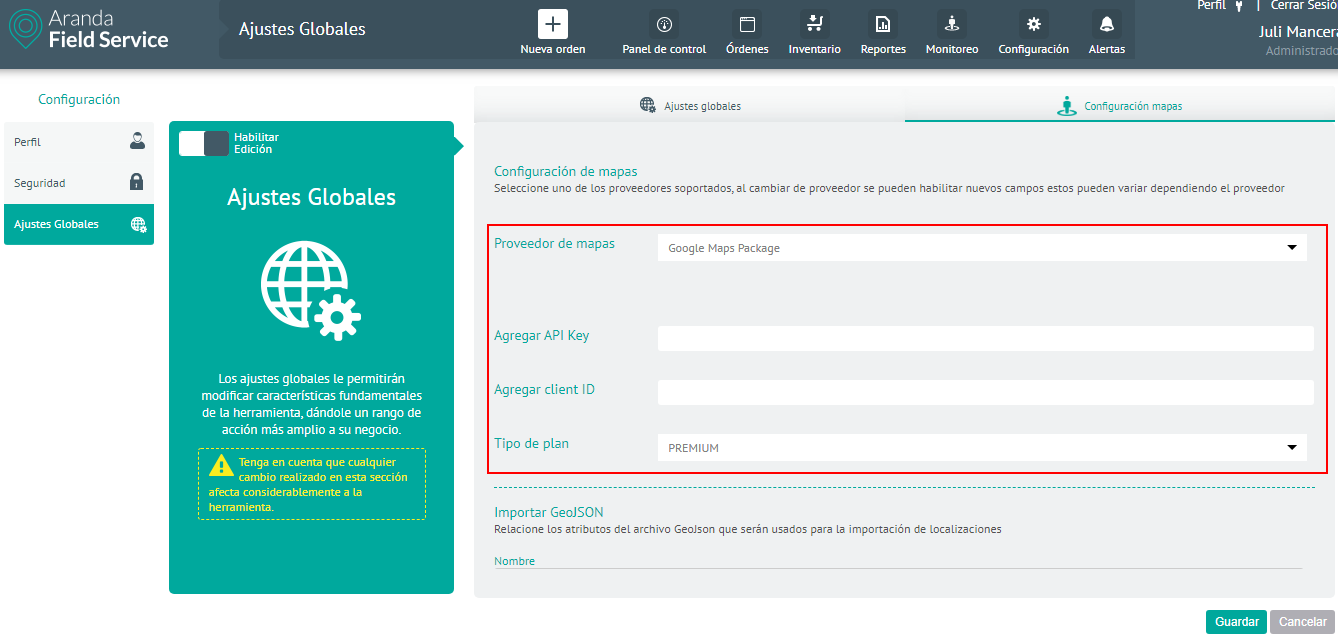 Aranda
Field Service
Ajustes Globales
Nueva orden
Panel de control
Órdenes
Inventario
Reportes
Monitoreo
Configuración
Alertas
Perfil | Cerrar Sesió
Juli Mancera
Administrado
Configuración
Perfil
Seguridad
Ajustes Globales
Habilitar
Edición
Ajustes Globales
Los ajustes globales le permitirán
modificar características fundamentales
de la herramienta, dándole un rango de
acción más amplio a su negocio.
Tenga en cuenta que cualquier
cambio realizado en esta sección
afecta considerablemente a la
herramienta.
Ajustes globales
Configuración mapas
Configuración de mapas
Seleccione uno de los proveedores soportados, al cambiar de proveedor se pueden habilitar nuevos campos estos pueden variar dependiendo el proveedor
Proveedor de mapas
Google Maps Package
Agregar API Key
Agregar client ID
Tipo de plan
PREMIUM
Importar GeoJSON
Relacione los atributos del archivo GeoJson que serán usados para la importación de localizaciones
Nombre
Guardar
Cancelar